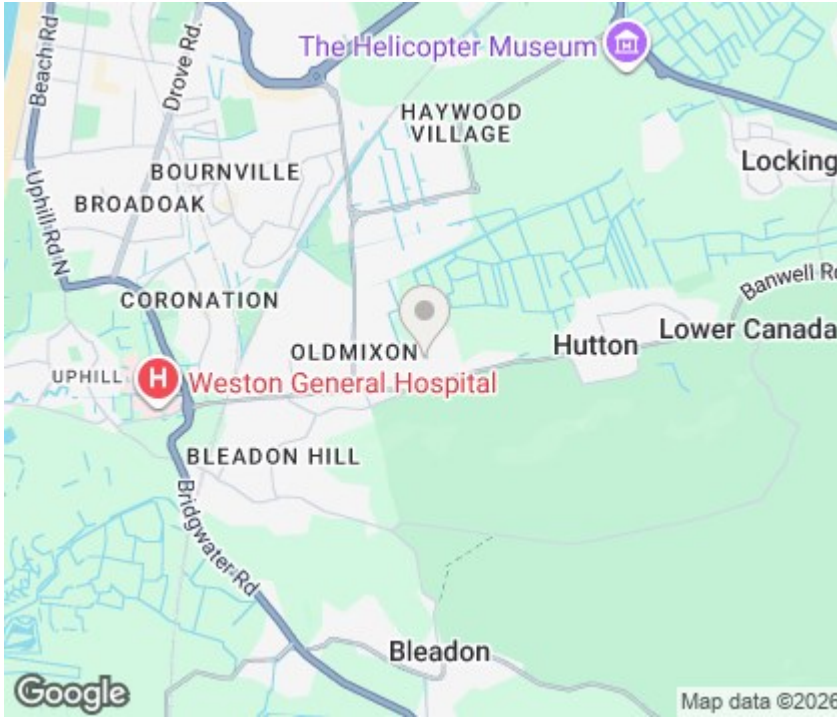 The Helicopter Museum
Beach Rd
Drove Rd.
HAYWOOD
VILLAGE
Locking
BOURNVILLE
BROADOAK
Uphill Rd N
Banwell Rd
CORONATION
Lower Canada
Hutton
OLDMIXON
UPHILL
H
Weston General Hospital
BLEADON HILL
Bridgwater Rd
Bleadon
Google
Map data ©2026